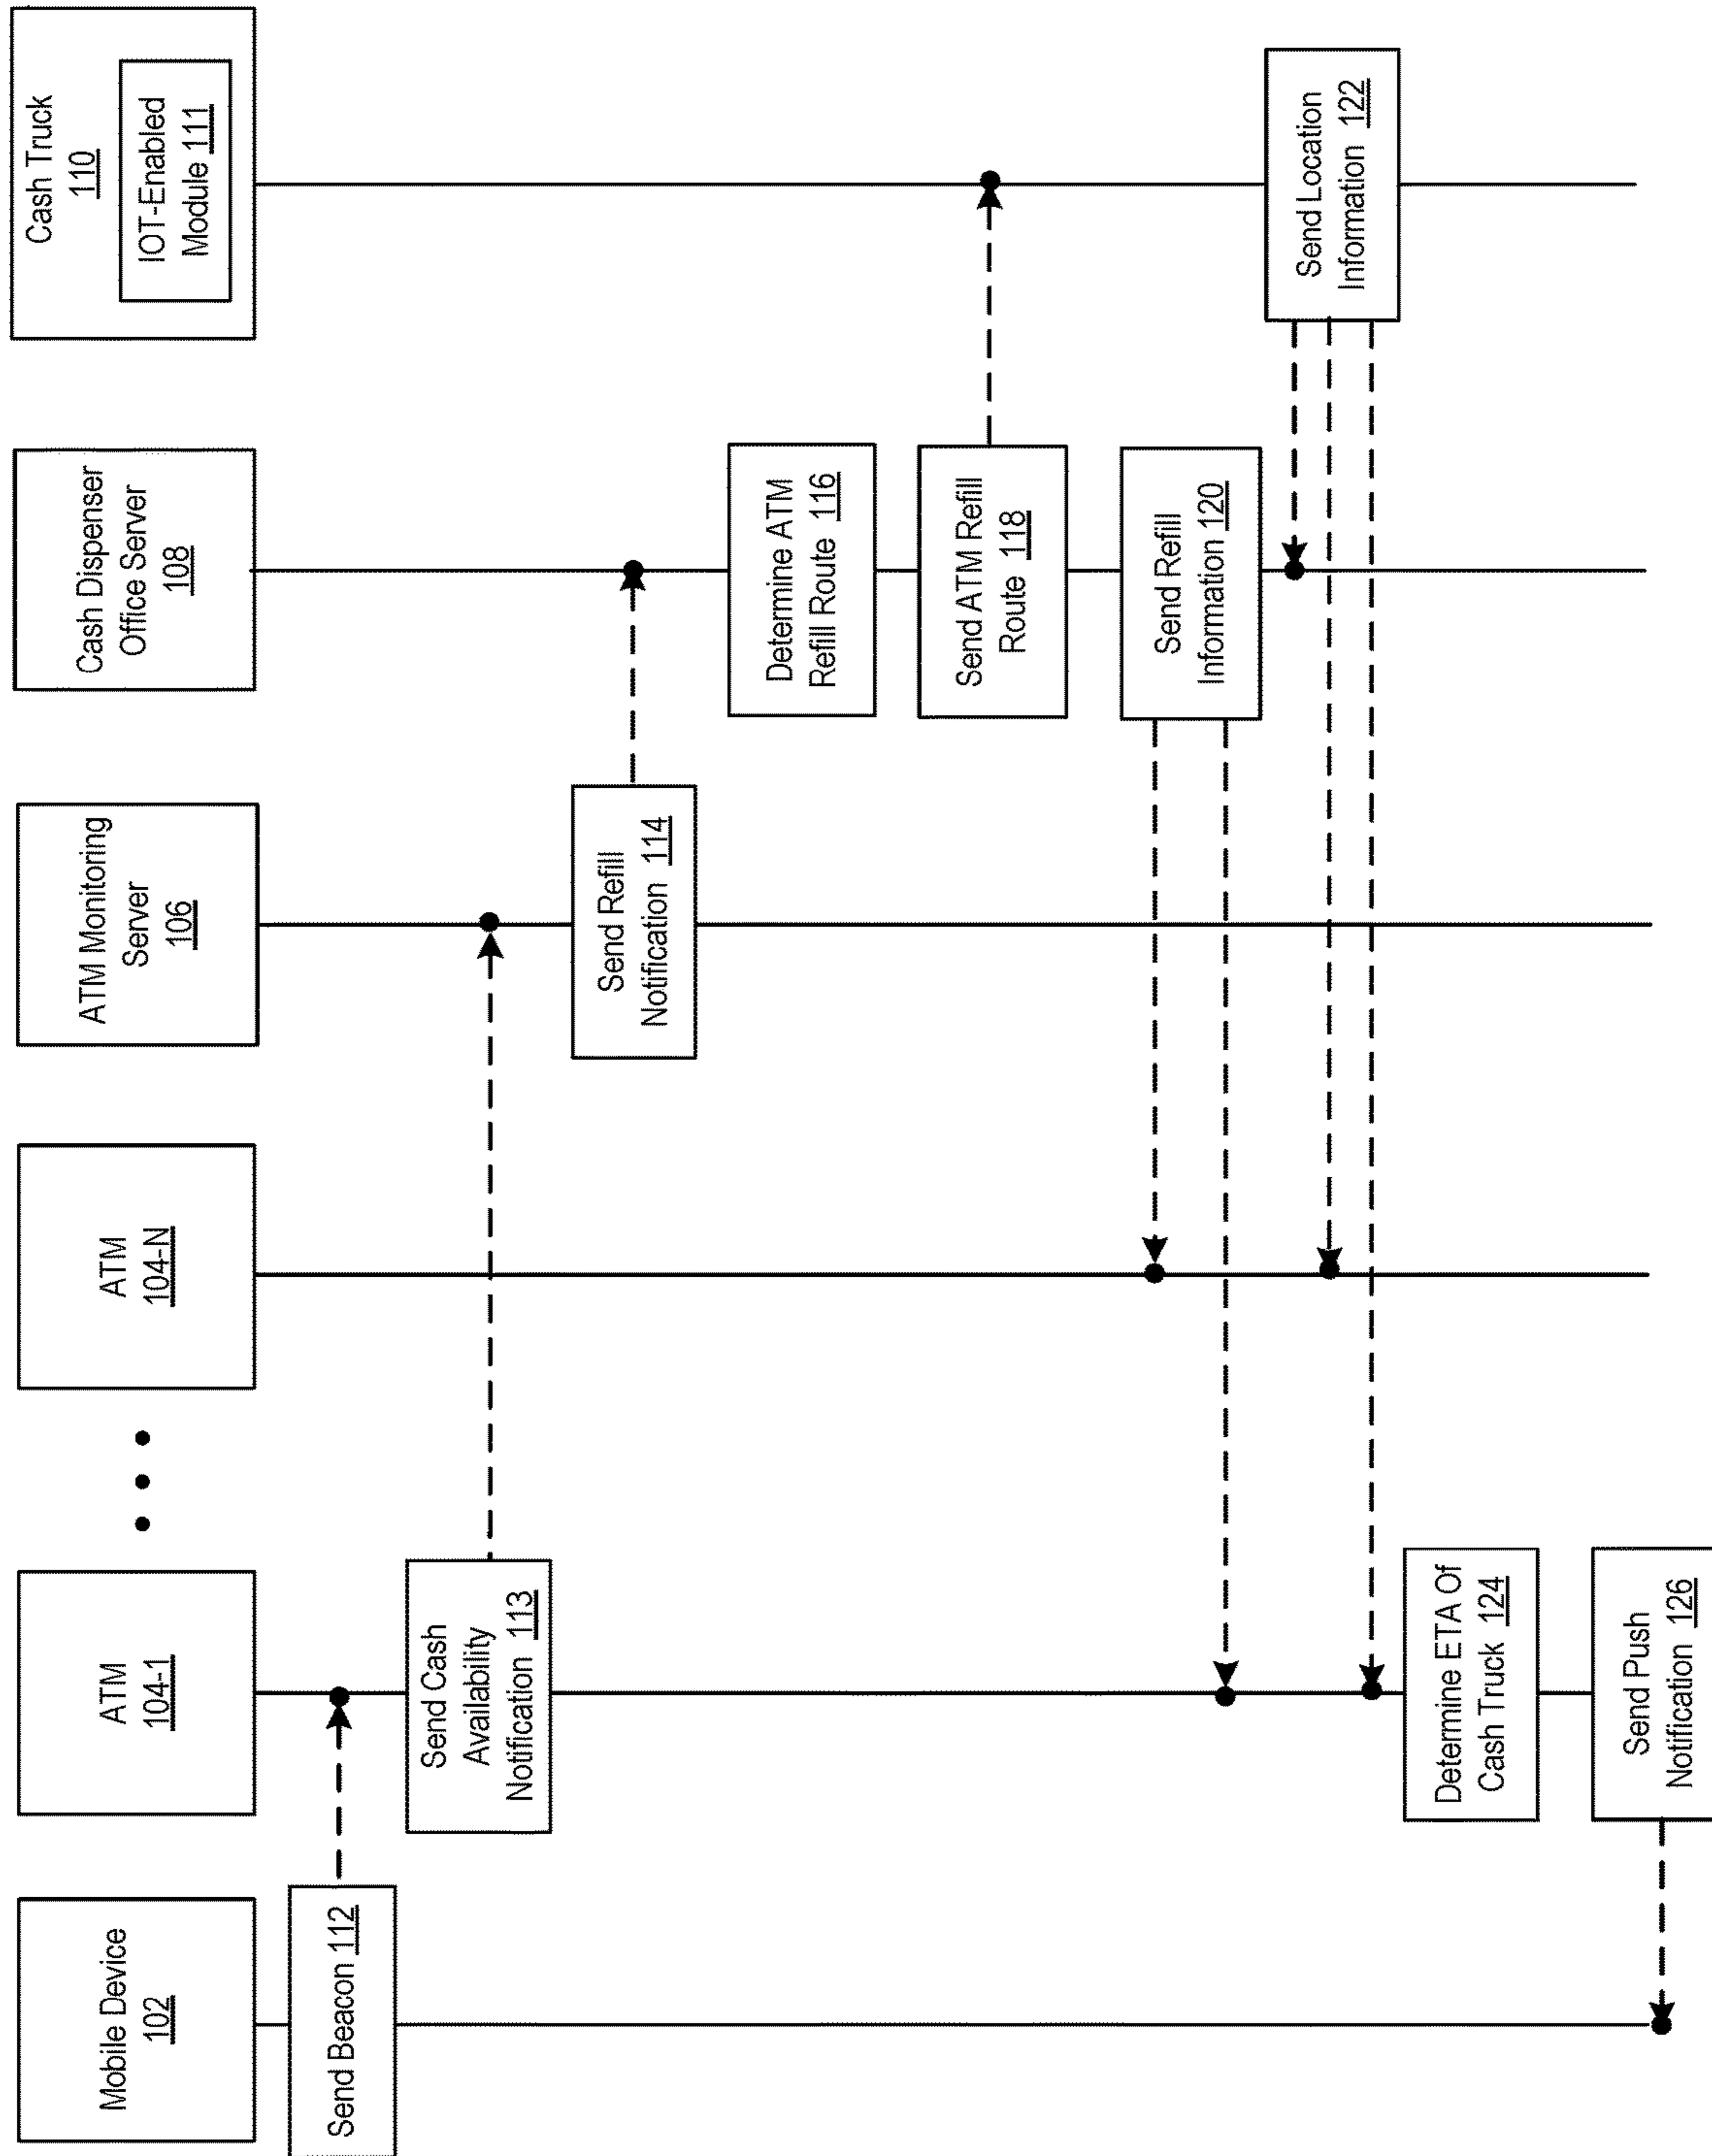 Mobile Device
102
ATM
104-1
ATM
104-N
ATM Monitoring
Server
106
Cash Dispenser
Office Server
108
Cash Truck
110
IOT-Enabled
Module 111
Send Beacon 112
Send Cash
Availability
Notification 113
Send Refill
Notification 114
Determine ATM
Refill Route 116
Send ATM Refill
Route 118
Send Refill
Information 120
Send Location
Information 122
Determine ETA Of
Cash Truck 124
Send Push
Notification 126